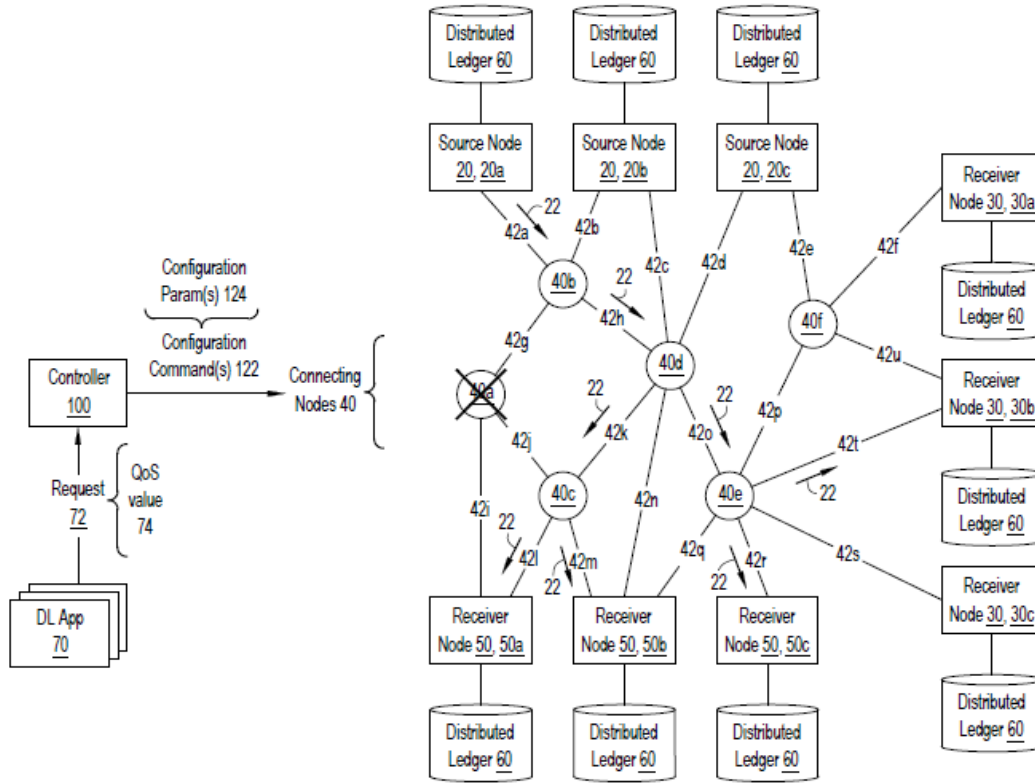 Distributed
Ledger 60
Distributed
Ledger 60
Distributed
Ledger 60
Source Node
20, 20a
Source Node
20, 20b
Source Node
20, 20c
Receiver
Node 30, 30a
22
42a
42b
42c
42d
42e
42f
Configuration
Param(s) 124
Configuration
Command(s) 122
40b
22
42h
Distributed
Ledger 60
40f
42g
42u
Controller
100
Connecting
Nodes 40
40a
40d
Receiver
Node 30, 30b
22
22
42p
42j
42k
42o
42t
Request
72
QoS
value
74
40c
40e
22
Distributed
Ledger 60
42i
42n
22
42l
42m
22
42q
42r
22
42s
DL App
70
Receiver
Node 50, 50a
Receiver
Node 50, 50b
Receiver
Node 50, 50c
Receiver
Node 30, 30c
Distributed
Ledger 60
Distributed
Ledger 60
Distributed
Ledger 60
Distributed
Ledger 60